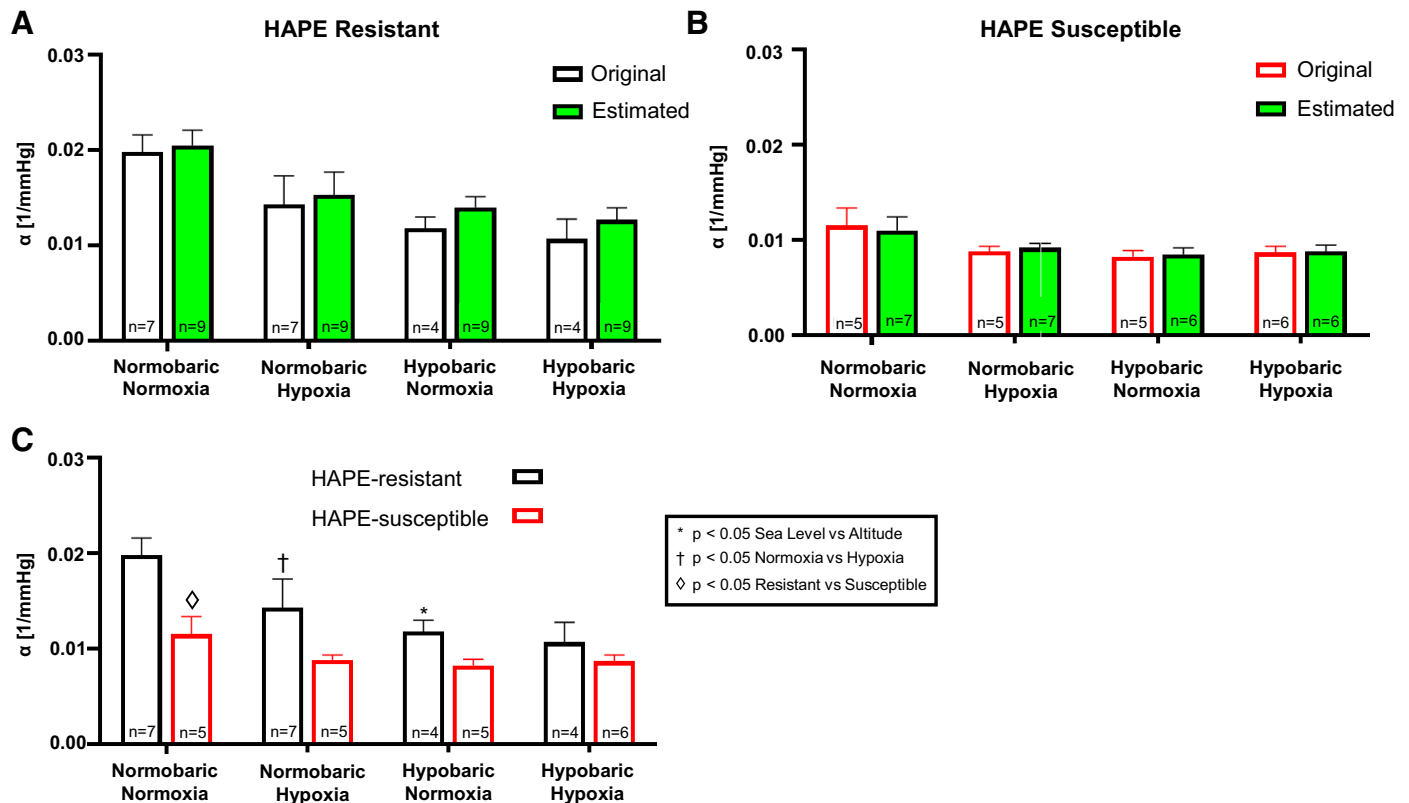 A
HAPE Resistant
0.03
0.02
0.01
0.00
α [1/mmHg]
Original
Estimated
n=7
n=9
n=7
n=9
n=4
n=9
n=4
n=9
Normobaric
Normoxia
Normobaric
Hypoxia
Hypobaric
Normoxia
Hypobaric
Hypoxia
B
HAPE Susceptible
0.03
0.02
0.01
0.00
α [1/mmHg]
Original
Estimated
n=5
n=7
n=5
n=7
n=5
n=6
n=6
n=6
Normobaric
Normoxia
Normobaric
Hypoxia
Hypobaric
Normoxia
Hypobaric
Hypoxia
C
0.03
0.02
0.01
0.00
α [1/mmHg]
HAPE-resistant
HAPE-susceptible
◊
†
*
n=7
n=5
n=7
n=5
n=4
n=5
n=4
n=6
Normobaric
Normoxia
Normobaric
Hypoxia
Hypobaric
Normoxia
Hypobaric
Hypoxia
* p < 0.05 Sea Level vs Altitude
† p < 0.05 Normoxia vs Hypoxia
◊ p < 0.05 Resistant vs Susceptible